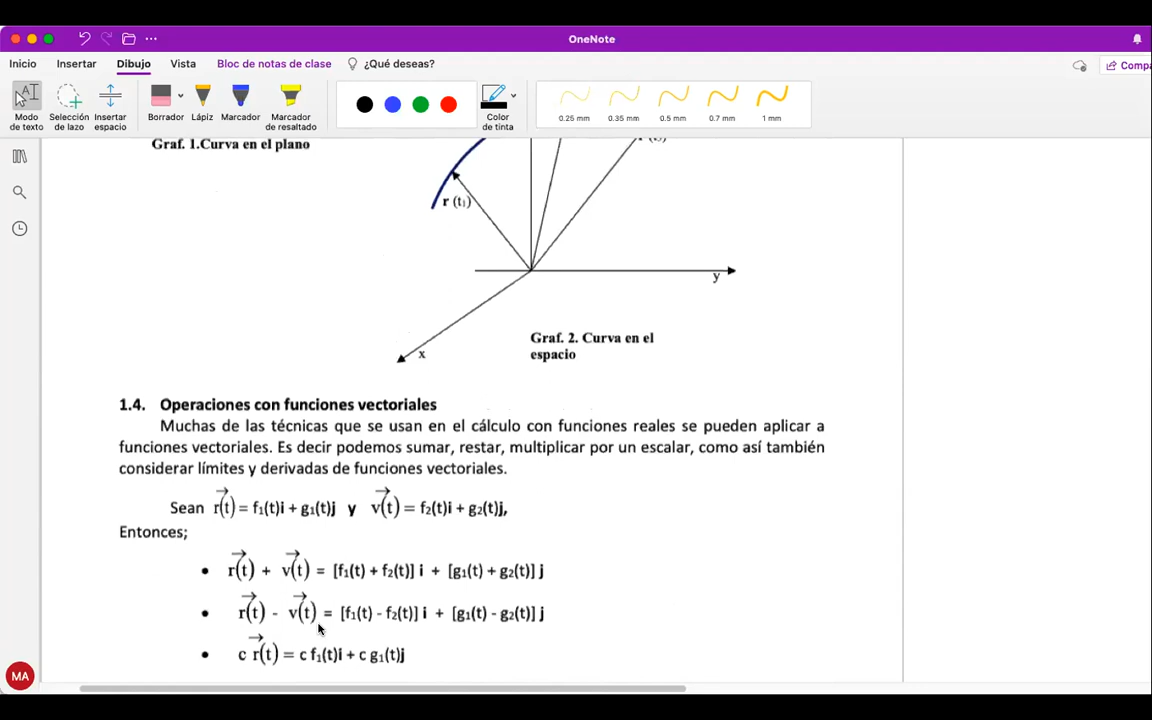 OneNote
Inicio Insertar Dibujo Vista Bloc de notas de clase ¿Qué deseas?
Compa
Modo de texto
Selección de lazo
Insertar espacio
Borrador
Lápiz
Marcador
Marcador de resaltado
Color de tinta
0.25 mm 0.35 mm 0.5 mm 0.7 mm 1 mm
Graf. 1.Curva en el plano
r (t₁)
y
x
Graf. 2. Curva en el
espacio
1.4. Operaciones con funciones vectoriales
Muchas de las técnicas que se usan en el cálculo con funciones reales se pueden aplicar a
funciones vectoriales. Es decir podemos sumar, restar, multiplicar por un escalar, como así también
considerar límites y derivadas de funciones vectoriales.
Sean r(t) = f₁(t)i + g₁(t)j y v(t) = f₂(t)i + g₂(t)j,
Entonces;
• r(t) + v(t) = [f₁(t) + f₂(t)] i + [g₁(t) + g₂(t)] j
• r(t) - v(t) = [f₁(t) - f₂(t)] i + [g₁(t) - g₂(t)] j
• c r(t) = c f₁(t)i + c g₁(t)j
MA